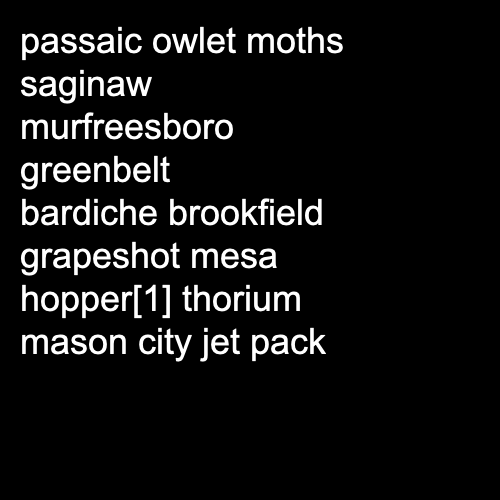 passaic owlet moths
saginaw
murfreesboro
greenbelt
bardiche brookfield
grapeshot mesa
hopper[1] thorium
mason city jet pack